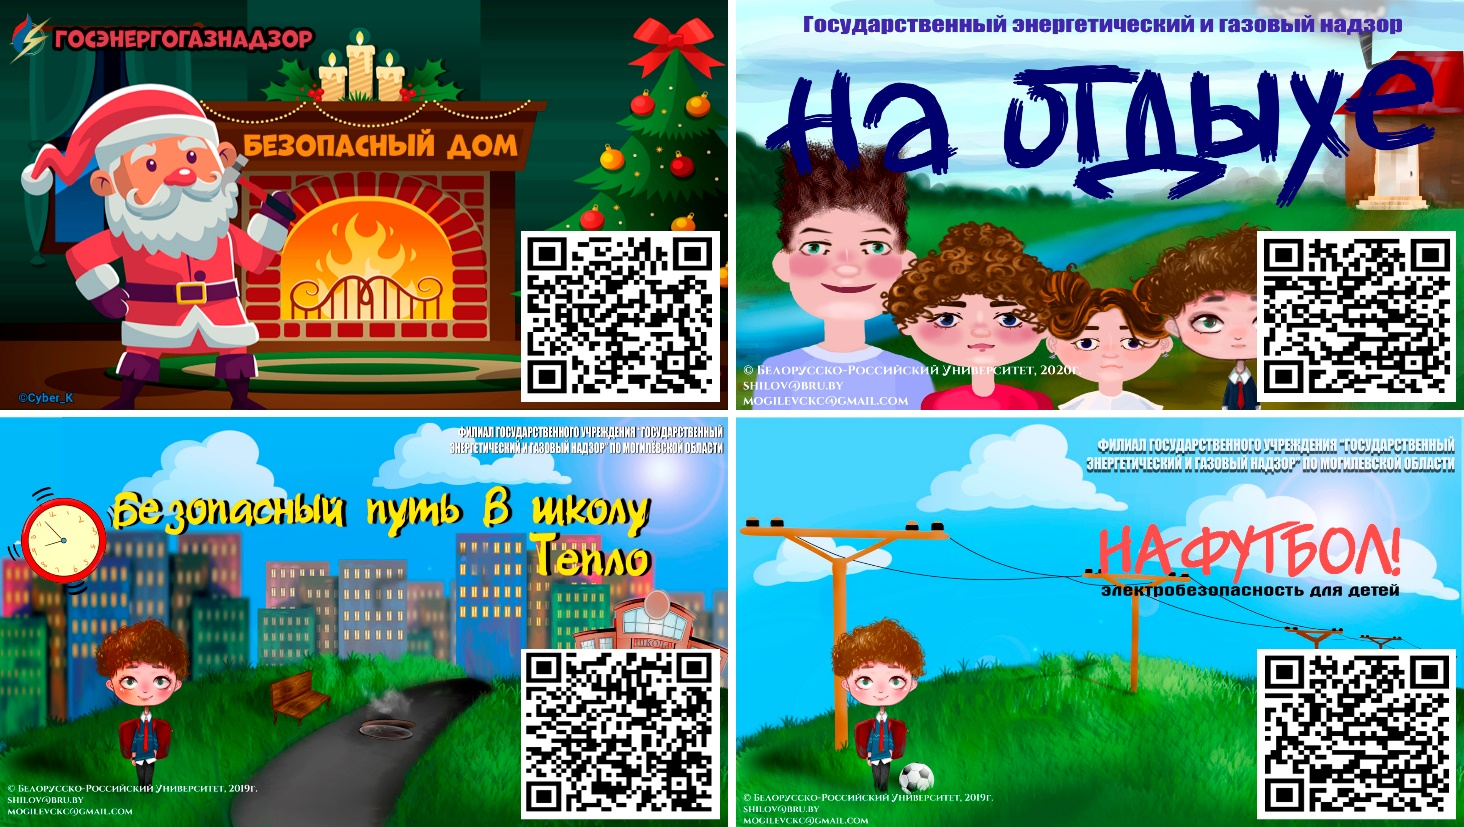 ГОСЭНЕРГОГАЗНАДЗОР
БЕЗОПАСНЫЙ ДОМ
©Cyber_K
Государственный энергетический и газовый надзор
на отдыхе
© Белорусско-Российский Университет, 2020г.
shilov@bru.by
mogilevckc@gmail.com
ФИЛИАЛ ГОСУДАРСТВЕННОГО УЧРЕЖДЕНИЯ "ГОСУДАРСТВЕННЫЙ
ЭНЕРГЕТИЧЕСКИЙ И ГАЗОВЫЙ НАДЗОР" ПО МОГИЛЁВСКОЙ ОБЛАСТИ
Безопасный путь в школу
Тепло
ШКОЛА
© Белорусско-Российский Университет, 2019г.
shilov@bru.by
mogilevckc@gmail.com
ФИЛИАЛ ГОСУДАРСТВЕННОГО УЧРЕЖДЕНИЯ "ГОСУДАРСТВЕННЫЙ
ЭНЕРГЕТИЧЕСКИЙ И ГАЗОВЫЙ НАДЗОР" ПО МОГИЛЕВСКОЙ ОБЛАСТИ
НА ФУТБОЛ!
электробезопасность для детей
© Белорусско-Российский Университет, 2019г.
shilov@bru.by
mogilevckc@gmail.com